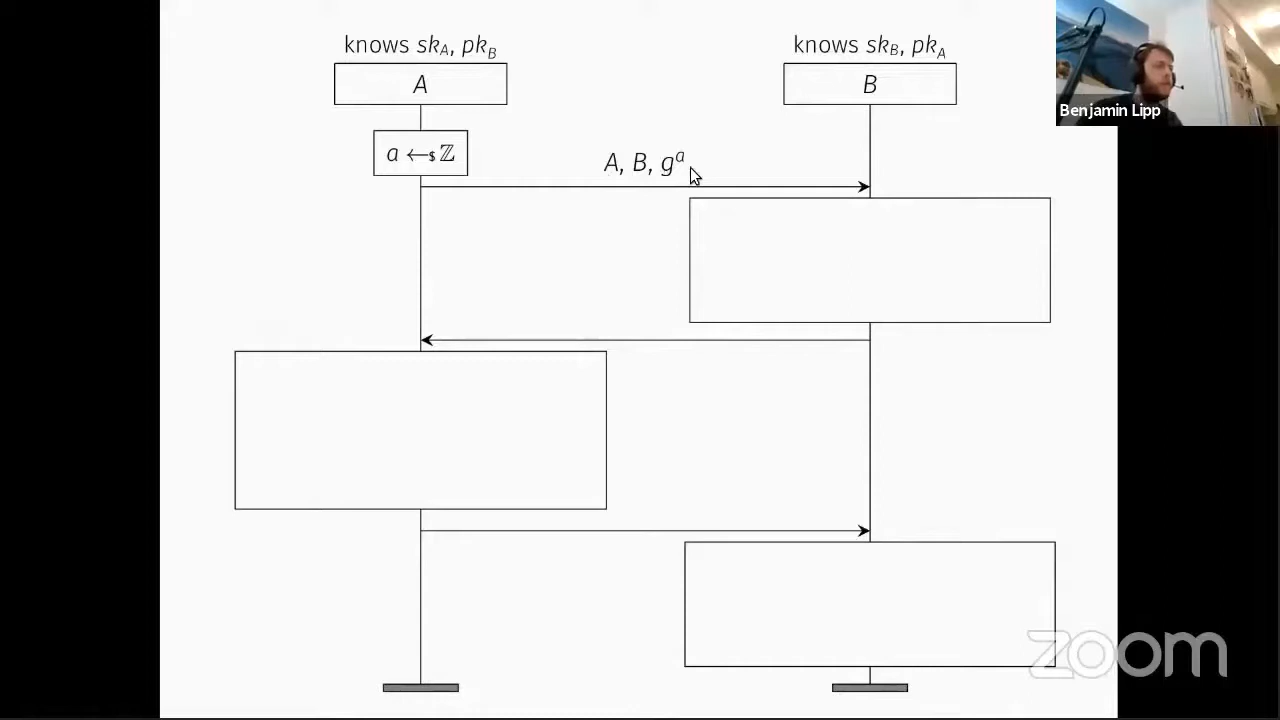 knows sk_A, pk_B
A
a ←$ ℤ
A, B, g^a
knows sk_B, pk_A
B
Benjamin Lipp
zoom